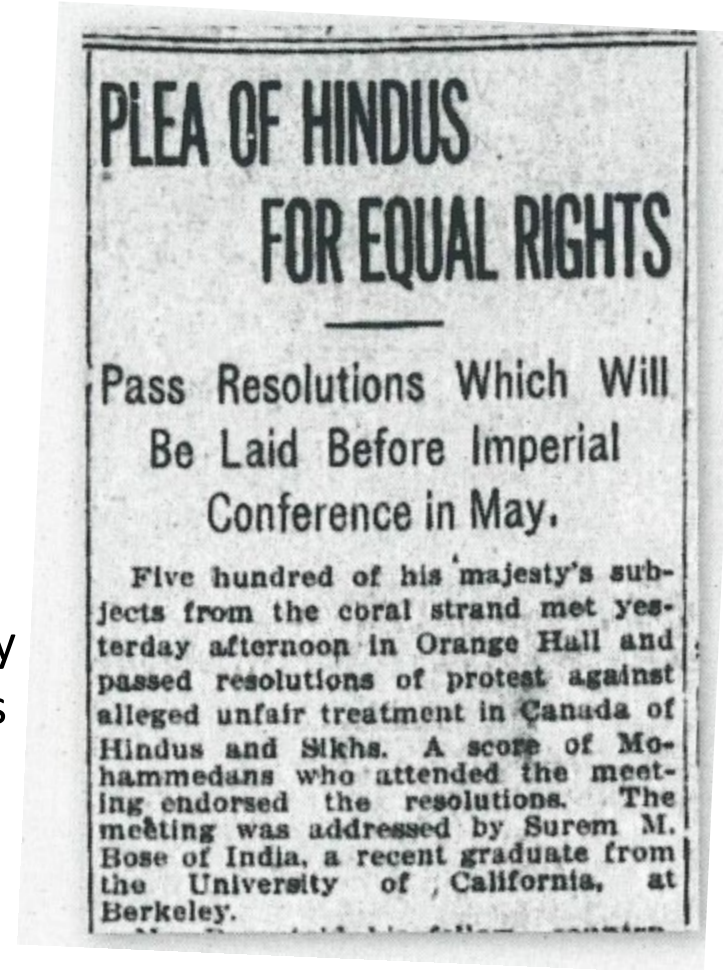 PLEA OF HINDUS
FOR EQUAL RIGHTS
Pass Resolutions Which Will
Be Laid Before Imperial
Conference in May.
Five hundred of his majesty's sub-
jects from the coral strand met yes-
terday afternoon in Orange Hall and
passed resolutions of protest against
alleged unfair treatment in Canada of
Hindus and Sikhs. A score of Mo-
hammedans who attended the meet-
ing endorsed the resolutions. The
meeting was addressed by Surem M.
Bose of India, a recent graduate from
the University of California, at
Berkeley.
y
s